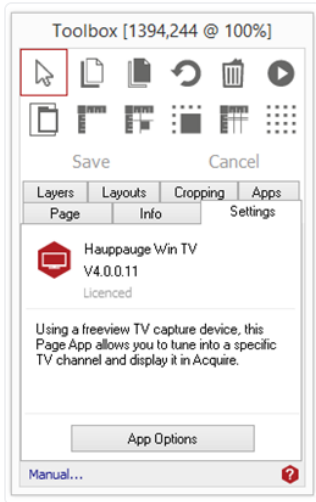 Toolbox [1394,244 @ 100%]
Save Cancel
Layers Layouts Cropping Apps
Page Info Settings
Hauppauge Win TV
V4.0.0.11
Licenced
Using a freeview TV capture device, this
Page App allows you to tune into a specific
TV channel and display it in Acquire.
App Options
Manual... ?